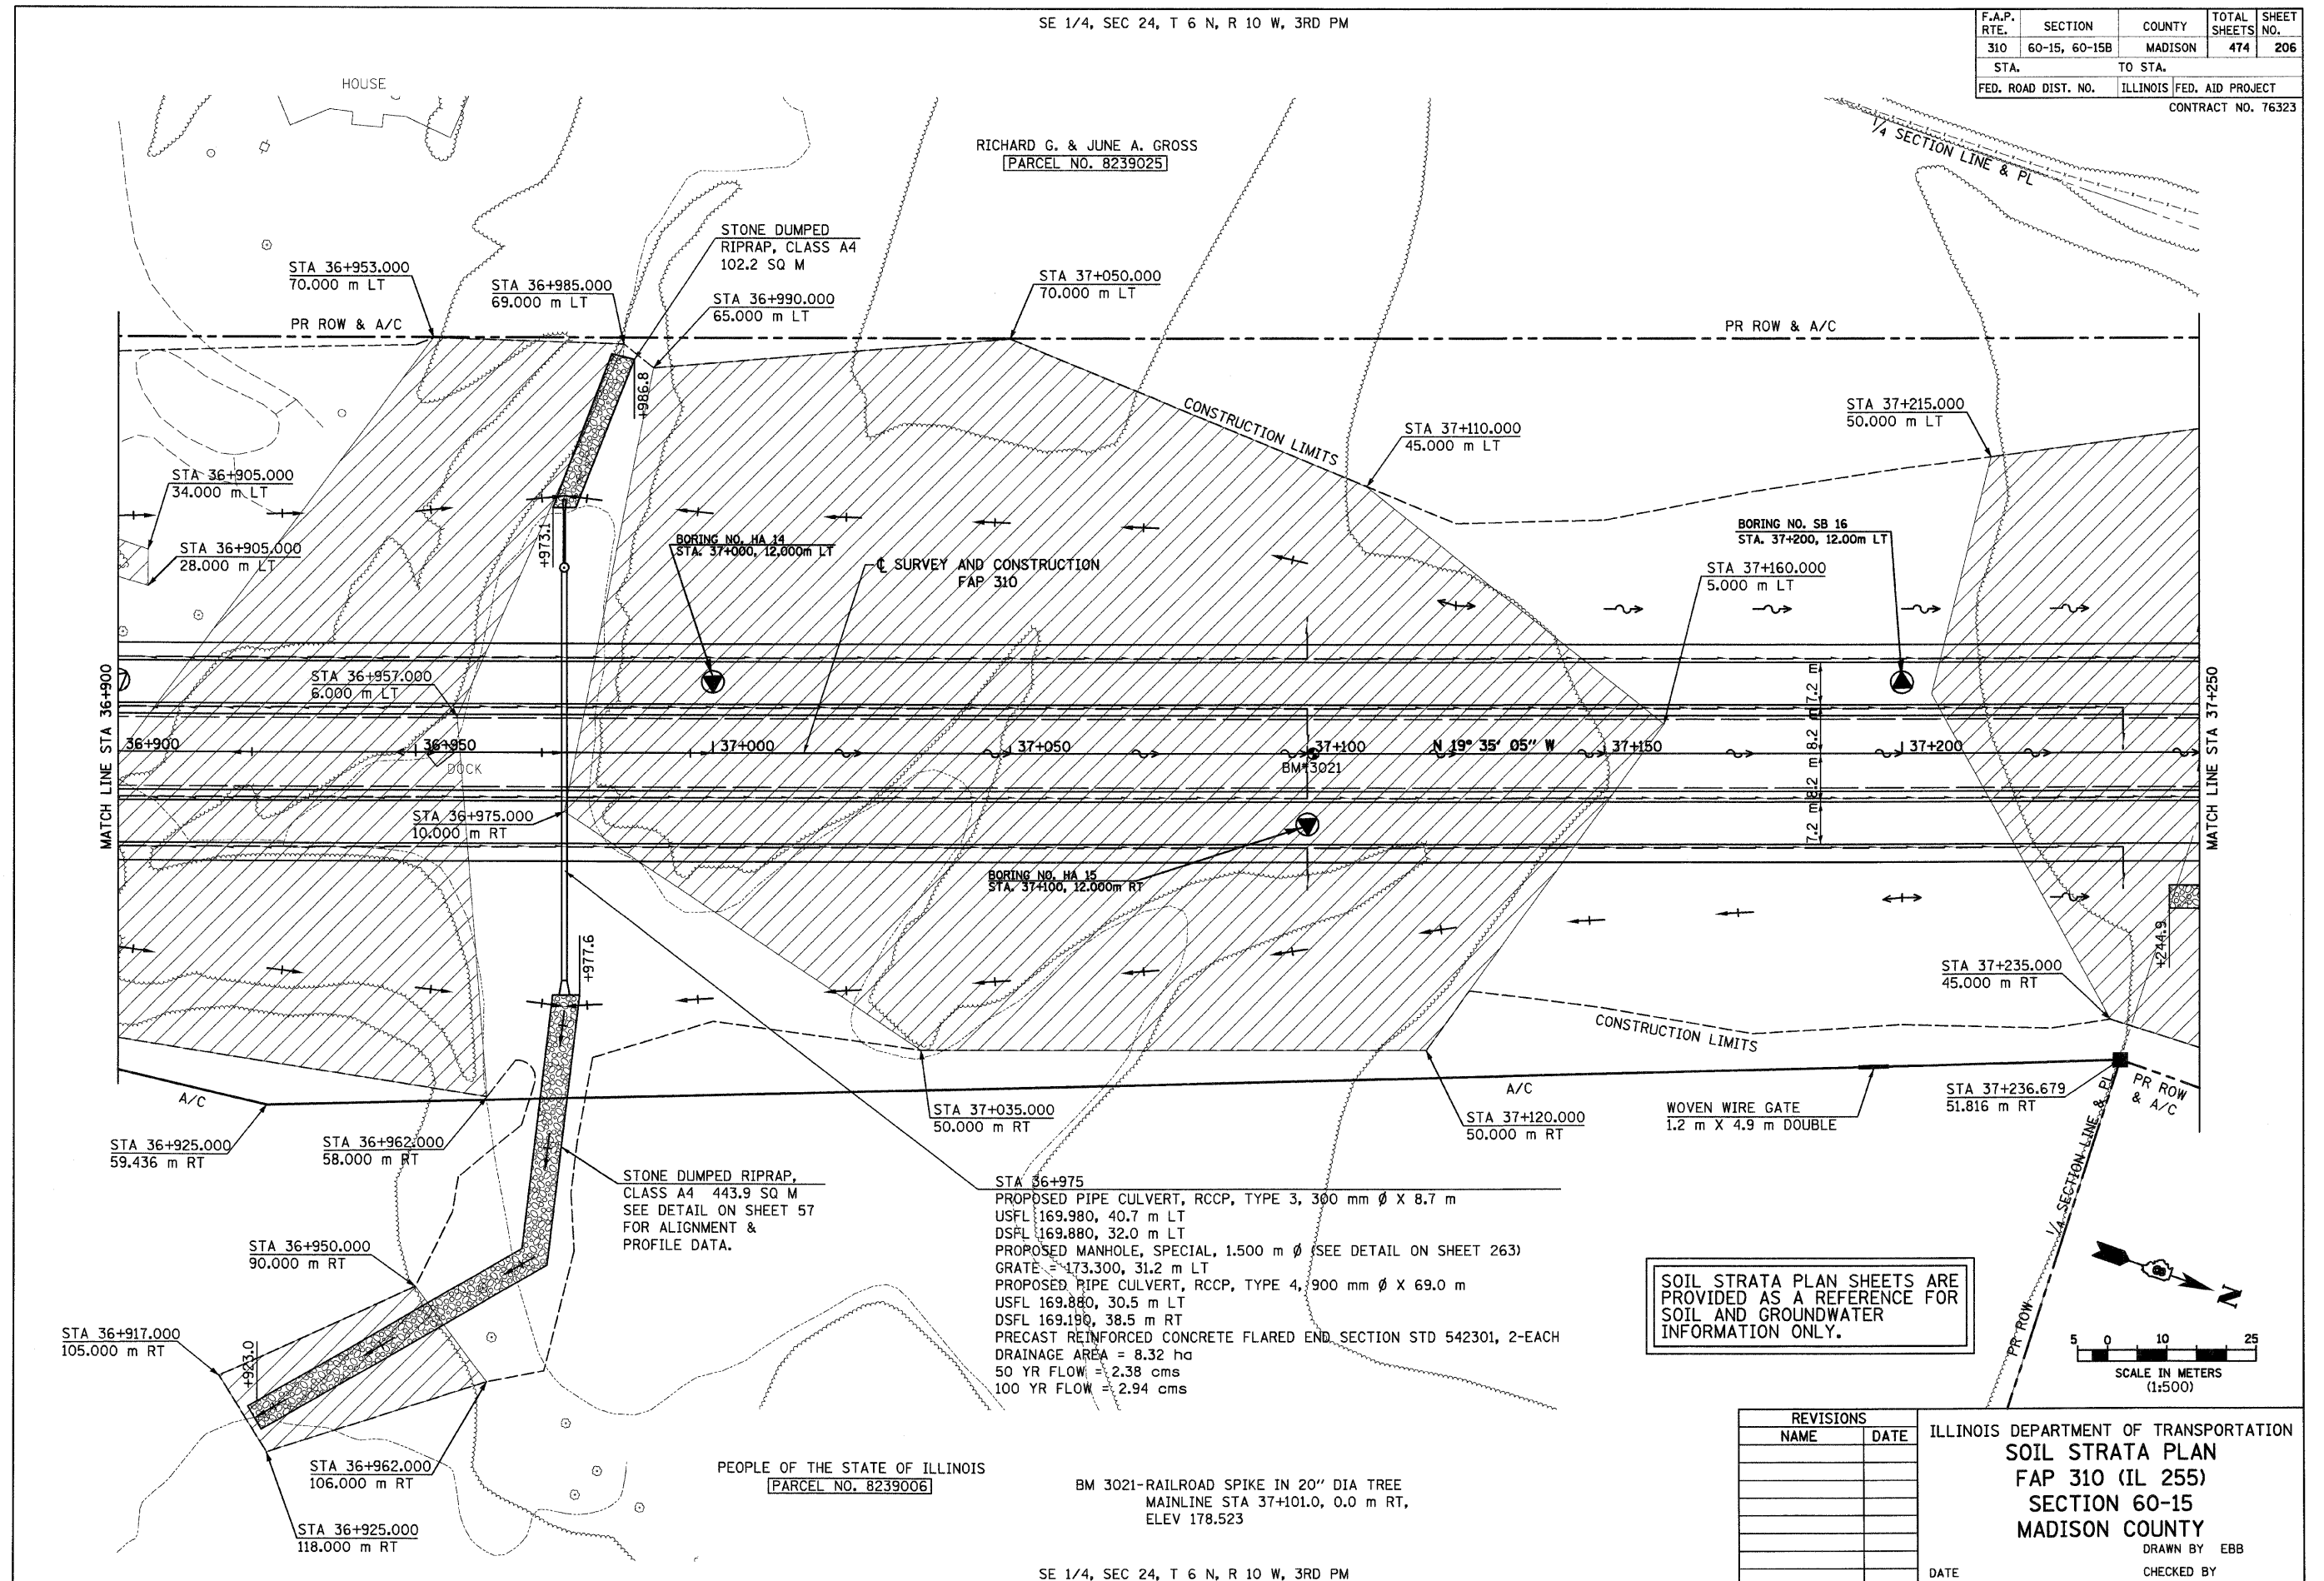 SE 1/4, SEC 24, T 6 N, R 10 W, 3RD PM
F.A.P. RTE. SECTION COUNTY TOTAL SHEETS SHEET NO.
310 60-15, 60-15B MADISON 474 206
STA. TO STA.
FED. ROAD DIST. NO. ILLINOIS FED. AID PROJECT
CONTRACT NO. 76323
HOUSE
RICHARD G. & JUNE A. GROSS
PARCEL NO. 8239025
1/4 SECTION LINE & PL
STONE DUMPED
RIPRAP, CLASS A4
102.2 SQ M
STA 36+953.000
70.000 m LT
STA 36+985.000
69.000 m LT
STA 36+990.000
65.000 m LT
STA 37+050.000
70.000 m LT
PR ROW & A/C
PR ROW & A/C
+986.8
CONSTRUCTION LIMITS
STA 37+110.000
45.000 m LT
STA 37+215.000
50.000 m LT
STA 36+905.000
34.000 m LT
STA 36+905.000
28.000 m LT
+973.1
BORING NO. HA 14
STA. 37+000, 12.000m LT
℄ SURVEY AND CONSTRUCTION
FAP 310
BORING NO. SB 16
STA. 37+200, 12.00m LT
STA 37+160.000
5.000 m LT
MATCH LINE STA 36+900
STA 36+957.000
6.000 m LT
7.2 m
8.2 m
8.2 m
7.2 m
MATCH LINE STA 37+250
36+900
36+950
37+000
37+050
37+100
N 19° 35' 05" W
37+150
37+200
DOCK
BM 3021
STA 36+975.000
10.000 m RT
BORING NO. HA 15
STA. 37+100, 12.000m RT
+977.6
+244.9
STA 37+235.000
45.000 m RT
CONSTRUCTION LIMITS
A/C
A/C
STA 36+925.000
59.436 m RT
STA 36+962.000
58.000 m RT
STA 37+035.000
50.000 m RT
STA 37+120.000
50.000 m RT
WOVEN WIRE GATE
1.2 m X 4.9 m DOUBLE
STA 37+236.679
51.816 m RT
PR ROW
& A/C
1/4 SECTION LINE & PL
PR ROW
STONE DUMPED RIPRAP,
CLASS A4 443.9 SQ M
SEE DETAIL ON SHEET 57
FOR ALIGNMENT &
PROFILE DATA.
STA 36+975
PROPOSED PIPE CULVERT, RCCP, TYPE 3, 300 mm Ø X 8.7 m
USFL 169.980, 40.7 m LT
DSFL 169.880, 32.0 m LT
PROPOSED MANHOLE, SPECIAL, 1.500 m Ø (SEE DETAIL ON SHEET 263)
GRATE = 173.300, 31.2 m LT
PROPOSED PIPE CULVERT, RCCP, TYPE 4, 900 mm Ø X 69.0 m
USFL 169.880, 30.5 m LT
DSFL 169.190, 38.5 m RT
PRECAST REINFORCED CONCRETE FLARED END SECTION STD 542301, 2-EACH
DRAINAGE AREA = 8.32 ha
50 YR FLOW = 2.38 cms
100 YR FLOW = 2.94 cms
STA 36+950.000
90.000 m RT
STA 36+917.000
105.000 m RT
+923.0
STA 36+962.000
106.000 m RT
STA 36+925.000
118.000 m RT
SOIL STRATA PLAN SHEETS ARE
PROVIDED AS A REFERENCE FOR
SOIL AND GROUNDWATER
INFORMATION ONLY.
N
5 0 10 25
SCALE IN METERS
(1:500)
PEOPLE OF THE STATE OF ILLINOIS
PARCEL NO. 8239006
BM 3021-RAILROAD SPIKE IN 20" DIA TREE
MAINLINE STA 37+101.0, 0.0 m RT,
ELEV 178.523
SE 1/4, SEC 24, T 6 N, R 10 W, 3RD PM
REVISIONS
NAME DATE
ILLINOIS DEPARTMENT OF TRANSPORTATION
SOIL STRATA PLAN
FAP 310 (IL 255)
SECTION 60-15
MADISON COUNTY
DRAWN BY EBB
DATE CHECKED BY